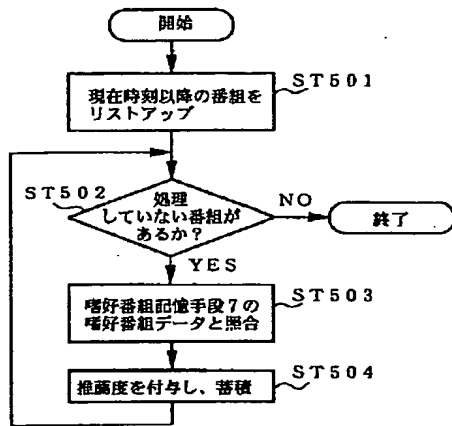 開始
ST501
現在時刻以降の番組を
リストアップ
ST502
処理
していない番組が
あるか？
NO
終了
YES
ST503
嗜好番組記憶手段７の
嗜好番組データと照合
ST504
推薦度を付与し、蓄積